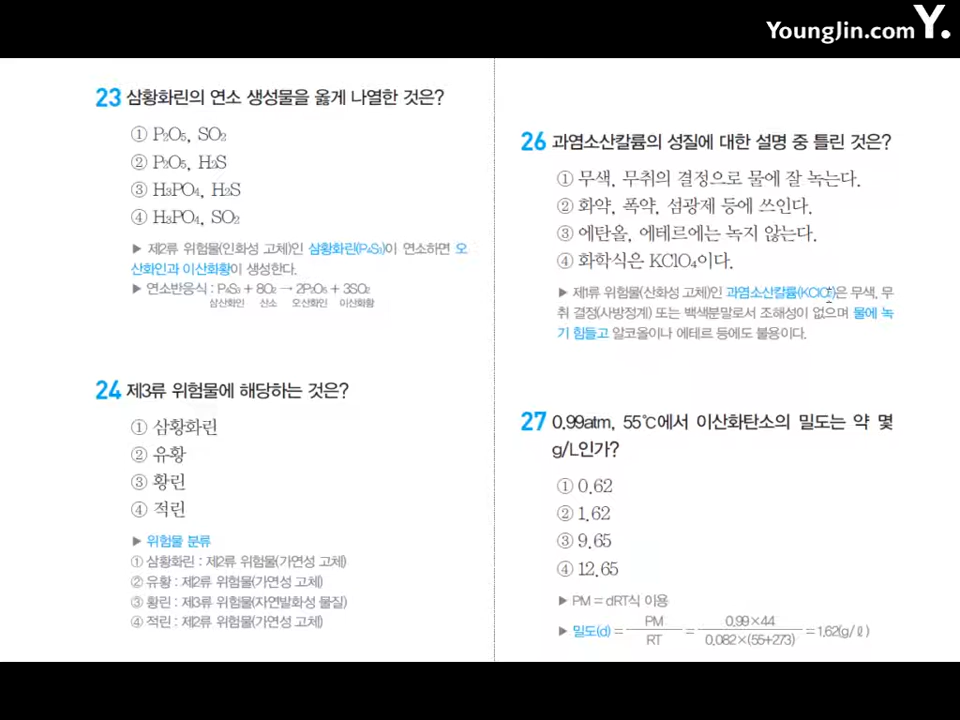 YoungJin.com Y.
23 삼황화린의 연소 생성물을 옳게 나열한 것은?
① P₂O₅, SO₂
② P₂O₅, H₂S
③ H₃PO₄, H₂S
④ H₃PO₄, SO₂
▶ 제2류 위험물(인화성 고체)인 삼황화린(P₄S₃)이 연소하면 오
산화인과 이산화황이 생성한다.
▶ 연소반응식 : P₄S₃ + 8O₂ → 2P₂O₅ + 3SO₂
삼산화인 산소 오산화인 이산화황
24 제3류 위험물에 해당하는 것은?
① 삼황화린
② 유황
③ 황린
④ 적린
▶ 위험물 분류
① 삼황화린 : 제2류 위험물(가연성 고체)
② 유황 : 제2류 위험물(가연성 고체)
③ 황린 : 제3류 위험물(자연발화성 물질)
④ 적린 : 제2류 위험물(가연성 고체)
26 과염소산칼륨의 성질에 대한 설명 중 틀린 것은?
① 무색, 무취의 결정으로 물에 잘 녹는다.
② 화약, 폭약, 섬광제 등에 쓰인다.
③ 에탄올, 에테르에는 녹지 않는다.
④ 화학식은 KClO₄이다.
▶ 제1류 위험물(산화성 고체)인 과염소산칼륨(KClO₄)은 무색, 무
취 결정(사방정계) 또는 백색분말로서 조해성이 없으며 물에 녹
기 힘들고 알코올이나 에테르 등에도 불용이다.
27 0.99atm, 55℃에서 이산화탄소의 밀도는 약 몇
g/L인가?
① 0.62
② 1.62
③ 9.65
④ 12.65
▶ PM = dRT식 이용
▶ 밀도(d) = PM / RT = 0.99×44 / 0.082×(55+273) = 1.62(g/ℓ)